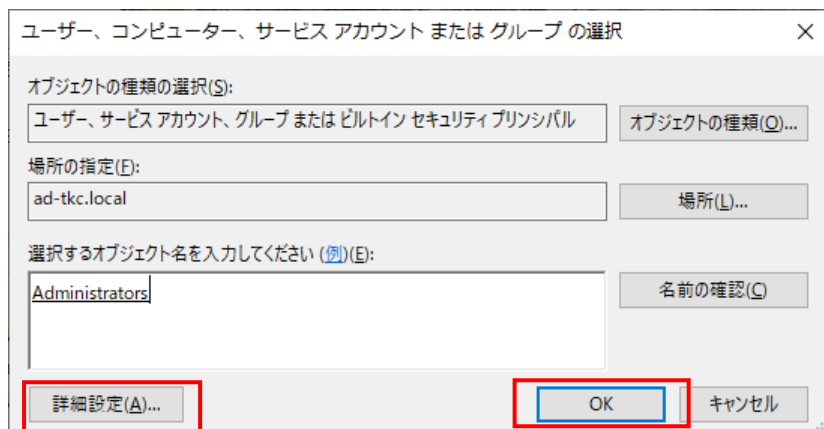 ユーザー、コンピューター、サービス アカウント または グループ の選択
オブジェクトの種類の選択(S):
ユーザー、サービス アカウント、グループ または ビルトイン セキュリティ プリンシパル
オブジェクトの種類(O)...
場所の指定(F):
ad-tkc.local
場所(L)...
選択するオブジェクト名を入力してください (例)(E):
Administrators
名前の確認(C)
詳細設定(A)...
OK
キャンセル